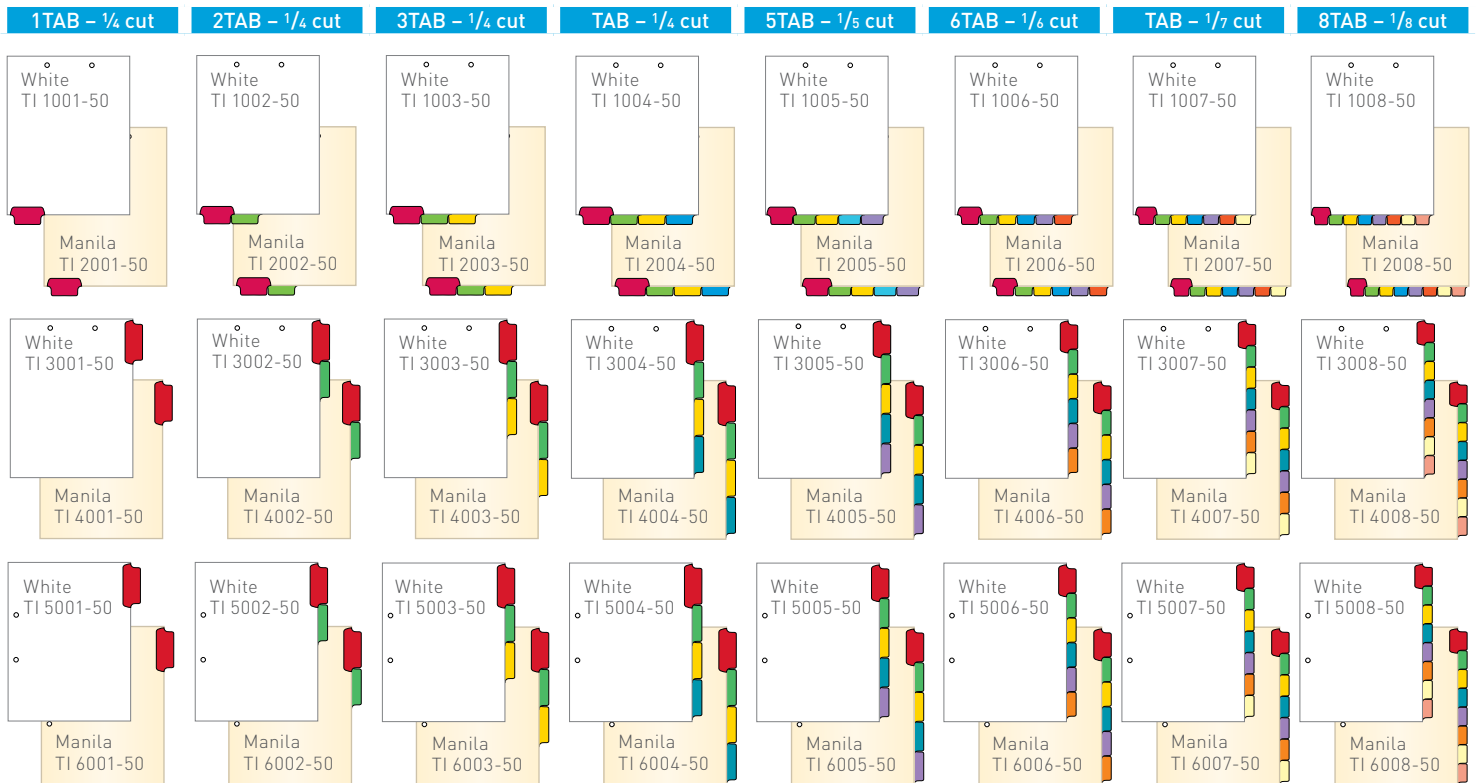 1TAB – ¼ cut
2TAB – 1/4 cut
3TAB – 1/4 cut
TAB – 1/4 cut
5TAB – 1/5 cut
6TAB – 1/6 cut
TAB – 1/7 cut
8TAB – 1/8 cut
White
TI 1001-50
White
TI 1002-50
White
TI 1003-50
White
TI 1004-50
White
TI 1005-50
White
TI 1006-50
White
TI 1007-50
White
TI 1008-50
Manila
TI 2001-50
Manila
TI 2002-50
Manila
TI 2003-50
Manila
TI 2004-50
Manila
TI 2005-50
Manila
TI 2006-50
Manila
TI 2007-50
Manila
TI 2008-50
White
TI 3001-50
White
TI 3002-50
White
TI 3003-50
White
TI 3004-50
White
TI 3005-50
White
TI 3006-50
White
TI 3007-50
White
TI 3008-50
Manila
TI 4001-50
Manila
TI 4002-50
Manila
TI 4003-50
Manila
TI 4004-50
Manila
TI 4005-50
Manila
TI 4006-50
Manila
TI 4007-50
Manila
TI 4008-50
White
TI 5001-50
White
TI 5002-50
White
TI 5003-50
White
TI 5004-50
White
TI 5005-50
White
TI 5006-50
White
TI 5007-50
White
TI 5008-50
Manila
TI 6001-50
Manila
TI 6002-50
Manila
TI 6003-50
Manila
TI 6004-50
Manila
TI 6005-50
Manila
TI 6006-50
Manila
TI 6007-50
Manila
TI 6008-50